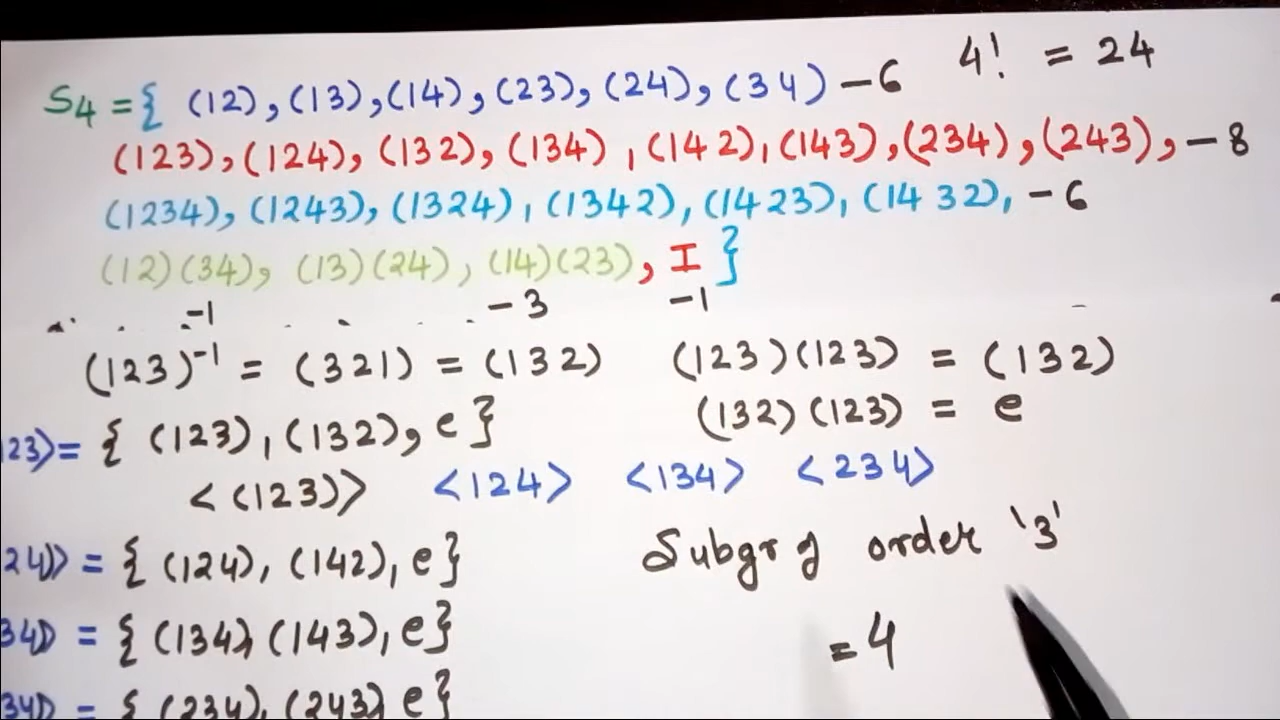 S4 = { (12), (13), (14), (23), (24), (34) - 6 4! = 24
(123), (124), (132), (134), (142), (143), (234), (243), - 8
(1234), (1243), (1324), (1342), (1423), (1432), - 6
(12)(34), (13)(24), (14)(23), I }
-1 - 3 -1
(123)⁻¹ = (321) = (132) (123)(123) = (132)
(132)(123) = e
23)> = { (123), (132), e }
<(123)> <124> <134> <234>
24)> = { (124), (142), e }
Subgr of order '3'
34)> = { (134), (143), e }
= 4
34)> = { (234), (243), e }